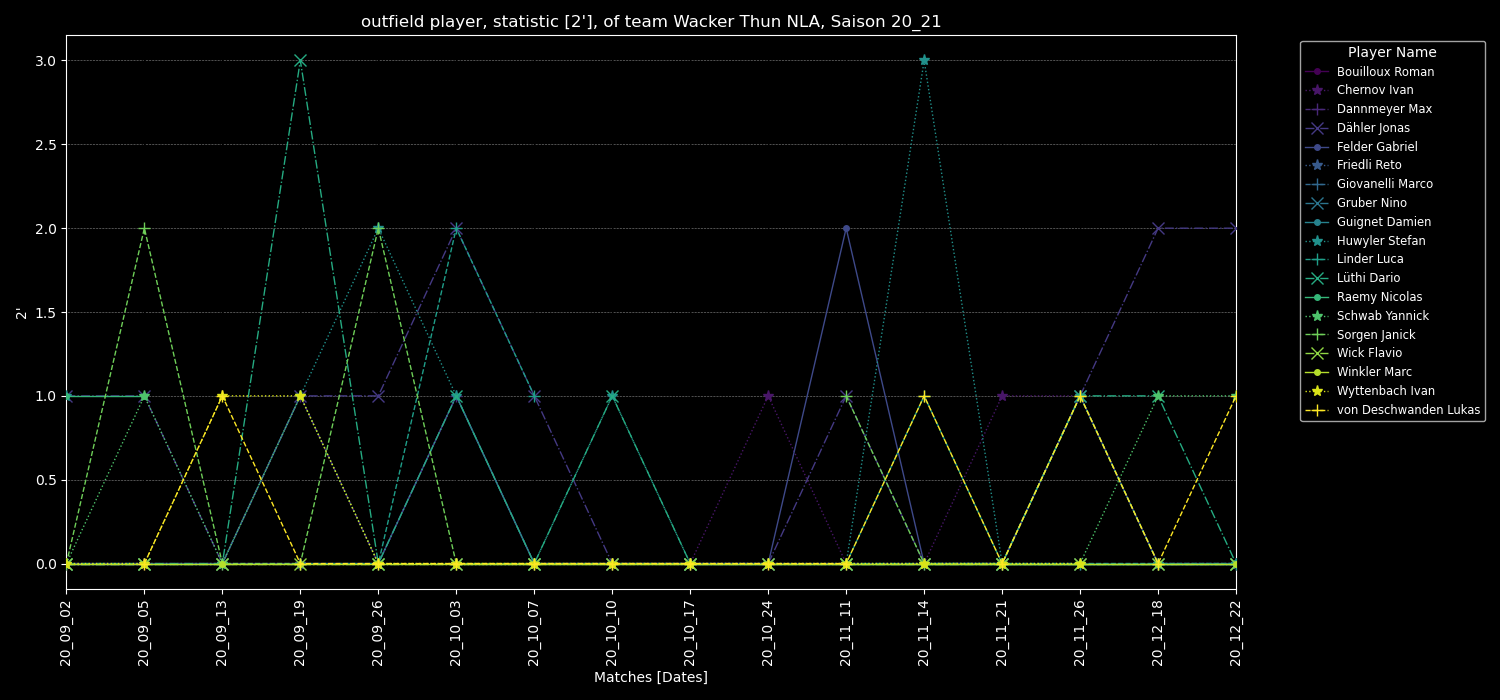 outfield player, statistic [2'], of team Wacker Thun NLA, Saison 20_21
3.0
2.5
2.0
1.5
1.0
0.5
0.0
2'
20_09_02
20_09_05
20_09_13
20_09_19
20_09_26
20_10_03
20_10_07
20_10_10
20_10_17
20_10_24
20_11_11
20_11_14
20_11_21
20_11_26
20_12_18
20_12_22
Matches [Dates]
Player Name
Bouilloux Roman
Chernov Ivan
Dannmeyer Max
Dähler Jonas
Felder Gabriel
Friedli Reto
Giovanelli Marco
Gruber Nino
Guignet Damien
Huwyler Stefan
Linder Luca
Lüthi Dario
Raemy Nicolas
Schwab Yannick
Sorgen Janick
Wick Flavio
Winkler Marc
Wyttenbach Ivan
von Deschwanden Lukas